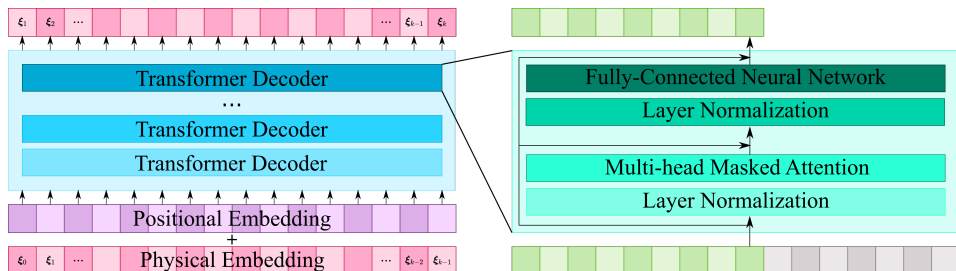 ξ₁ ξ₂ ⋯ ⋯ ξₖ₋₁ ξₖ
Transformer Decoder
⋯
Transformer Decoder
Transformer Decoder
Positional Embedding
+
ξ₀ ξ₁ ⋯ Physical Embedding ⋯ ξₖ₋₂ ξₖ₋₁
Fully-Connected Neural Network
Layer Normalization
Multi-head Masked Attention
Layer Normalization